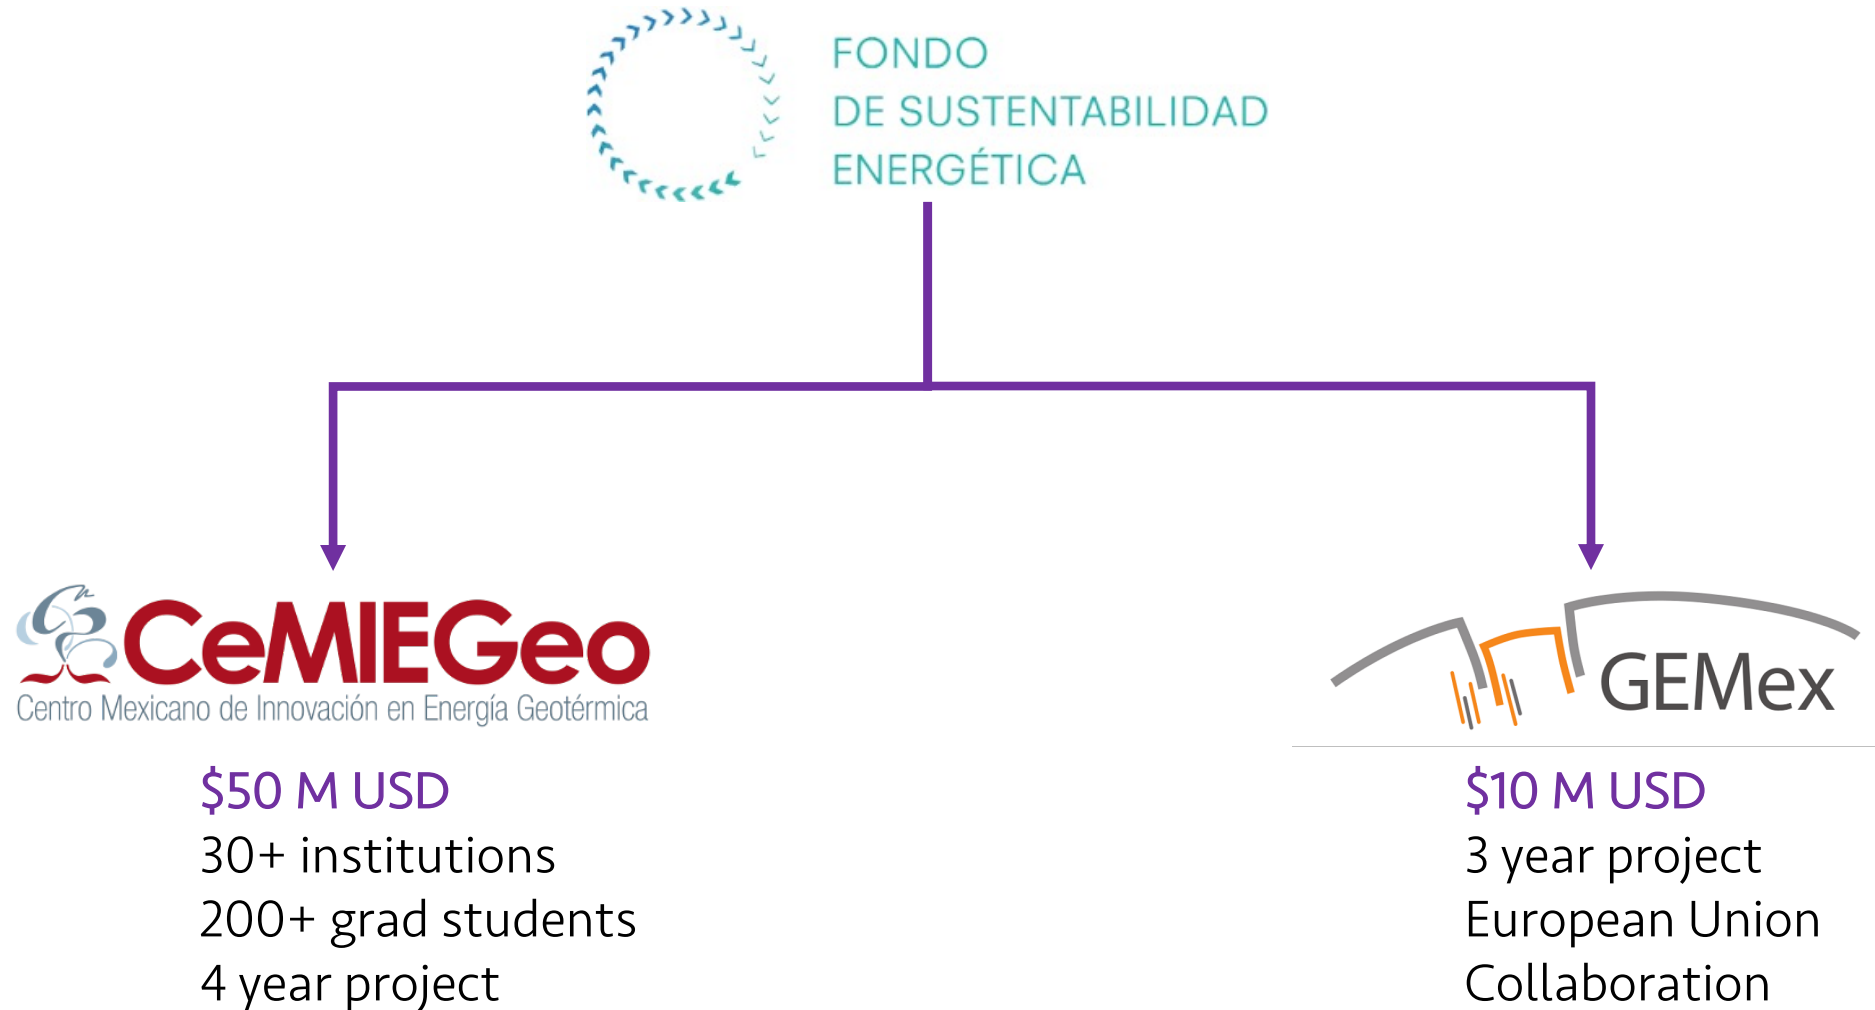 FONDO
DE SUSTENTABILIDAD
ENERGÉTICA
CeMIEGeo
Centro Mexicano de Innovación en Energía Geotérmica
$50 M USD
30+ institutions
200+ grad students
4 year project
GEMex
$10 M USD
3 year project
European Union
Collaboration